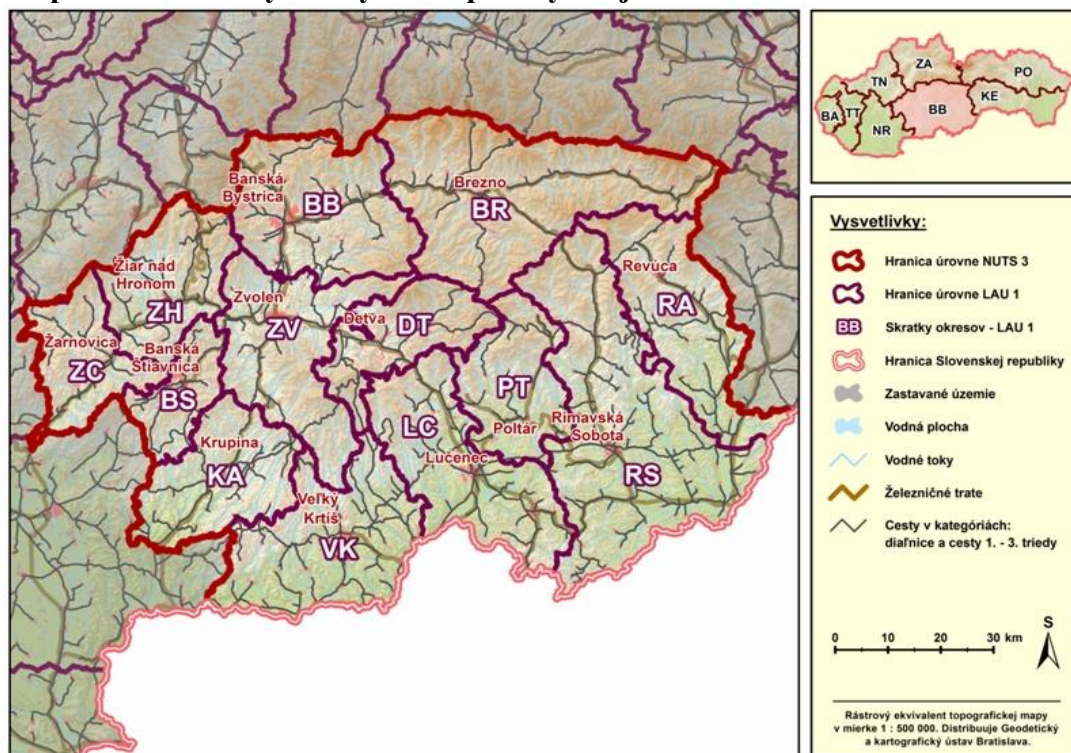 Banská
Bystrica
BB
Brezno
BR
Žiar nad
Hronom
ZH
Zvolen
ZV
Detva
DT
Revúca
RA
Žarnovica
ZC
Banská
Štiavnica
BS
PT
Poltár
Rimavská
Sobota
RS
LC
Lučenec
Krupina
KA
Veľký
Krtíš
VK
ZA
PO
TN
KE
BA
TT
BB
NR
Vysvetlivky:
Hranica úrovne NUTS 3
Hranice úrovne LAU 1
BB Skratky okresov - LAU 1
Hranica Slovenskej republiky
Zastavané územie
Vodná plocha
Vodné toky
Železničné trate
Cesty v kategóriách:
diaľnice a cesty 1. - 3. triedy
S
0 10 20 30 km
Rástrový ekvivalent topografickej mapy
v mierke 1 : 500 000. Distribuuje Geodetický
a kartografický ústav Bratislava.